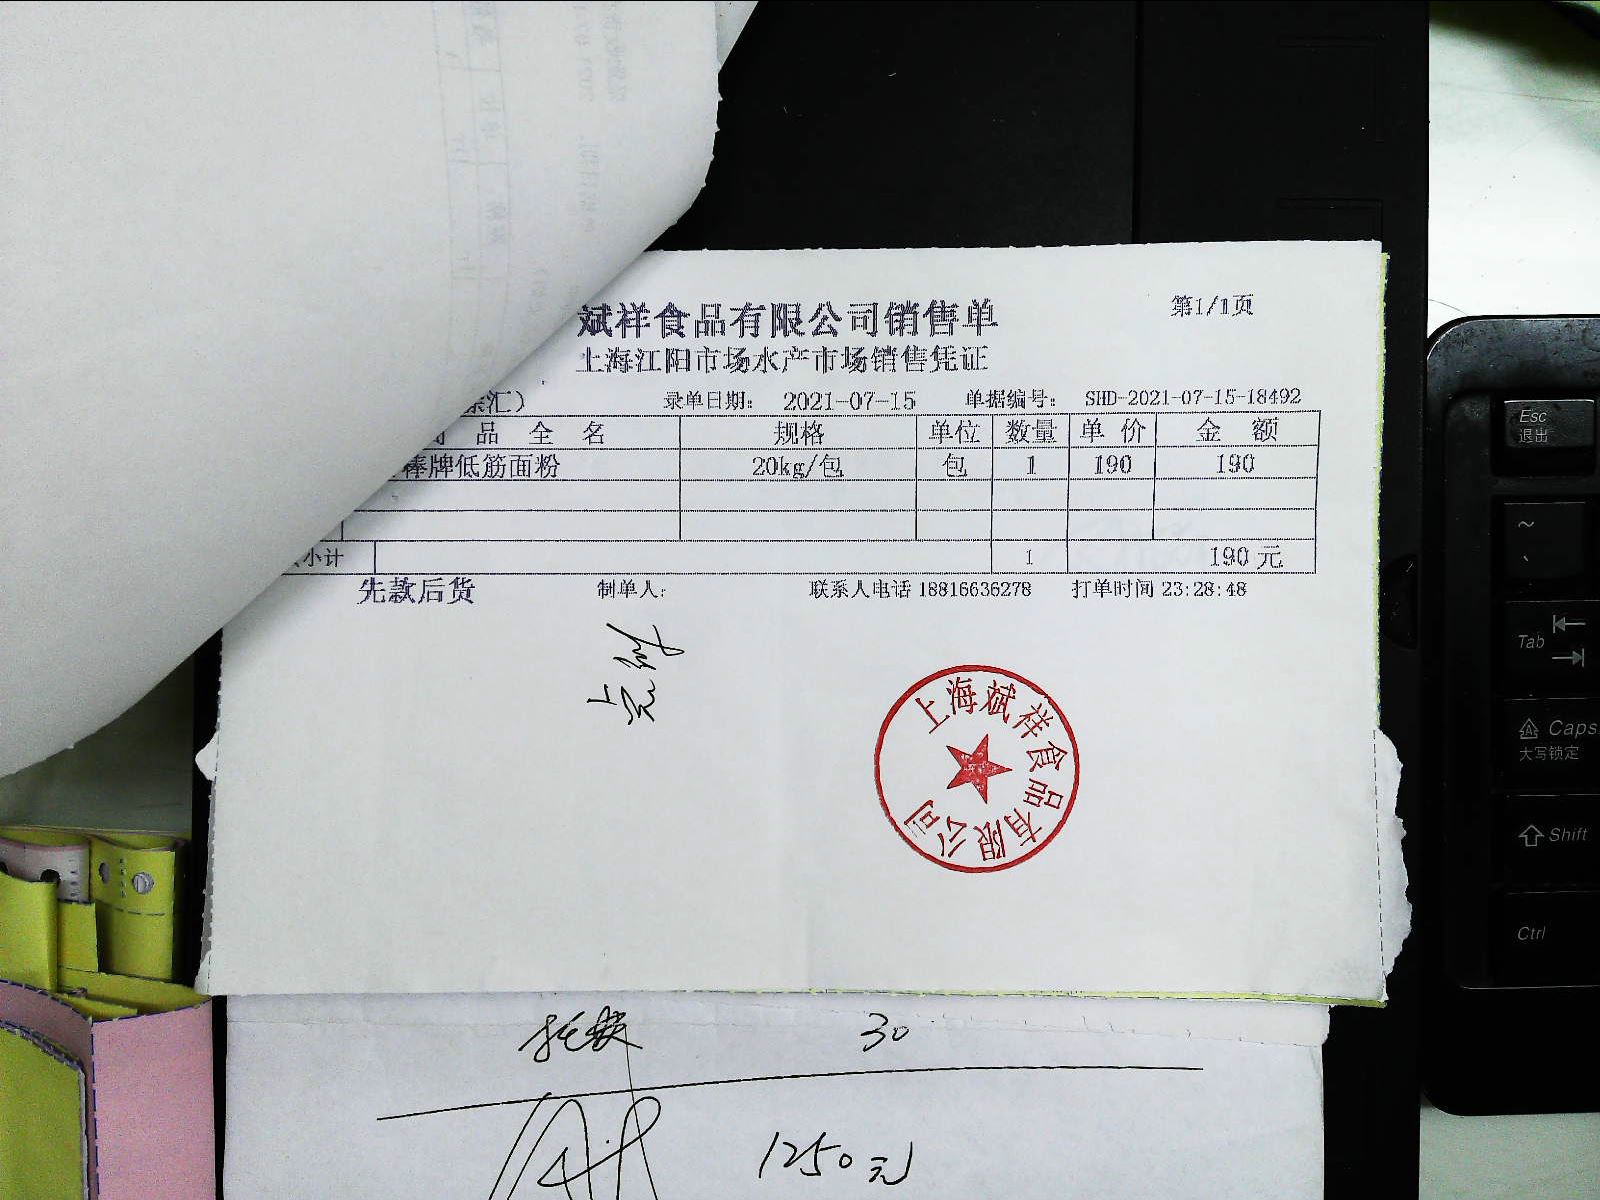 斌祥食品有限公司销售单
第1/1页
上海江阳市场水产市场销售凭证
汇） 录单日期： 2021-07-15 单据编号： SHD-2021-07-15-18492
品 全 名 规格 单位 数量 单 价 金 额
棒牌低筋面粉 20kg/包 包 1 190 190
小计 1 190 元
先款后货 制单人： 联系人电话 18816636278 打单时间 23:28:48
上海斌祥食品有限公司
30
1250元
Esc
退出
~
Tab
Caps
大写锁定
Shift
Ctrl